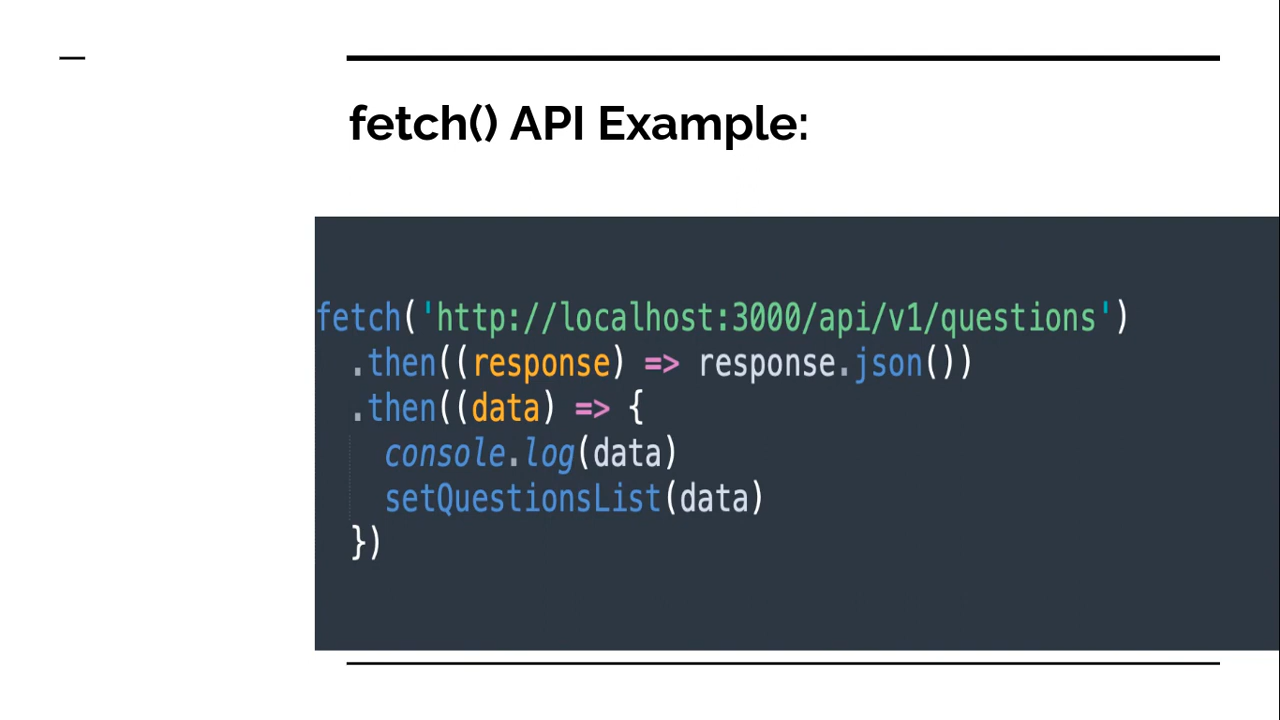 fetch() API Example:
fetch('http://localhost:3000/api/v1/questions')
.then((response) => response.json())
.then((data) => {
console.log(data)
setQuestionsList(data)
})